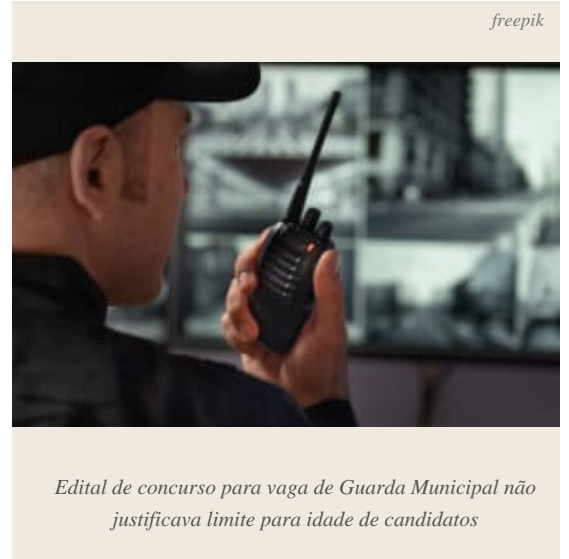 freepik
Edital de concurso para vaga de Guarda Municipal não
justificava limite para idade de candidatos